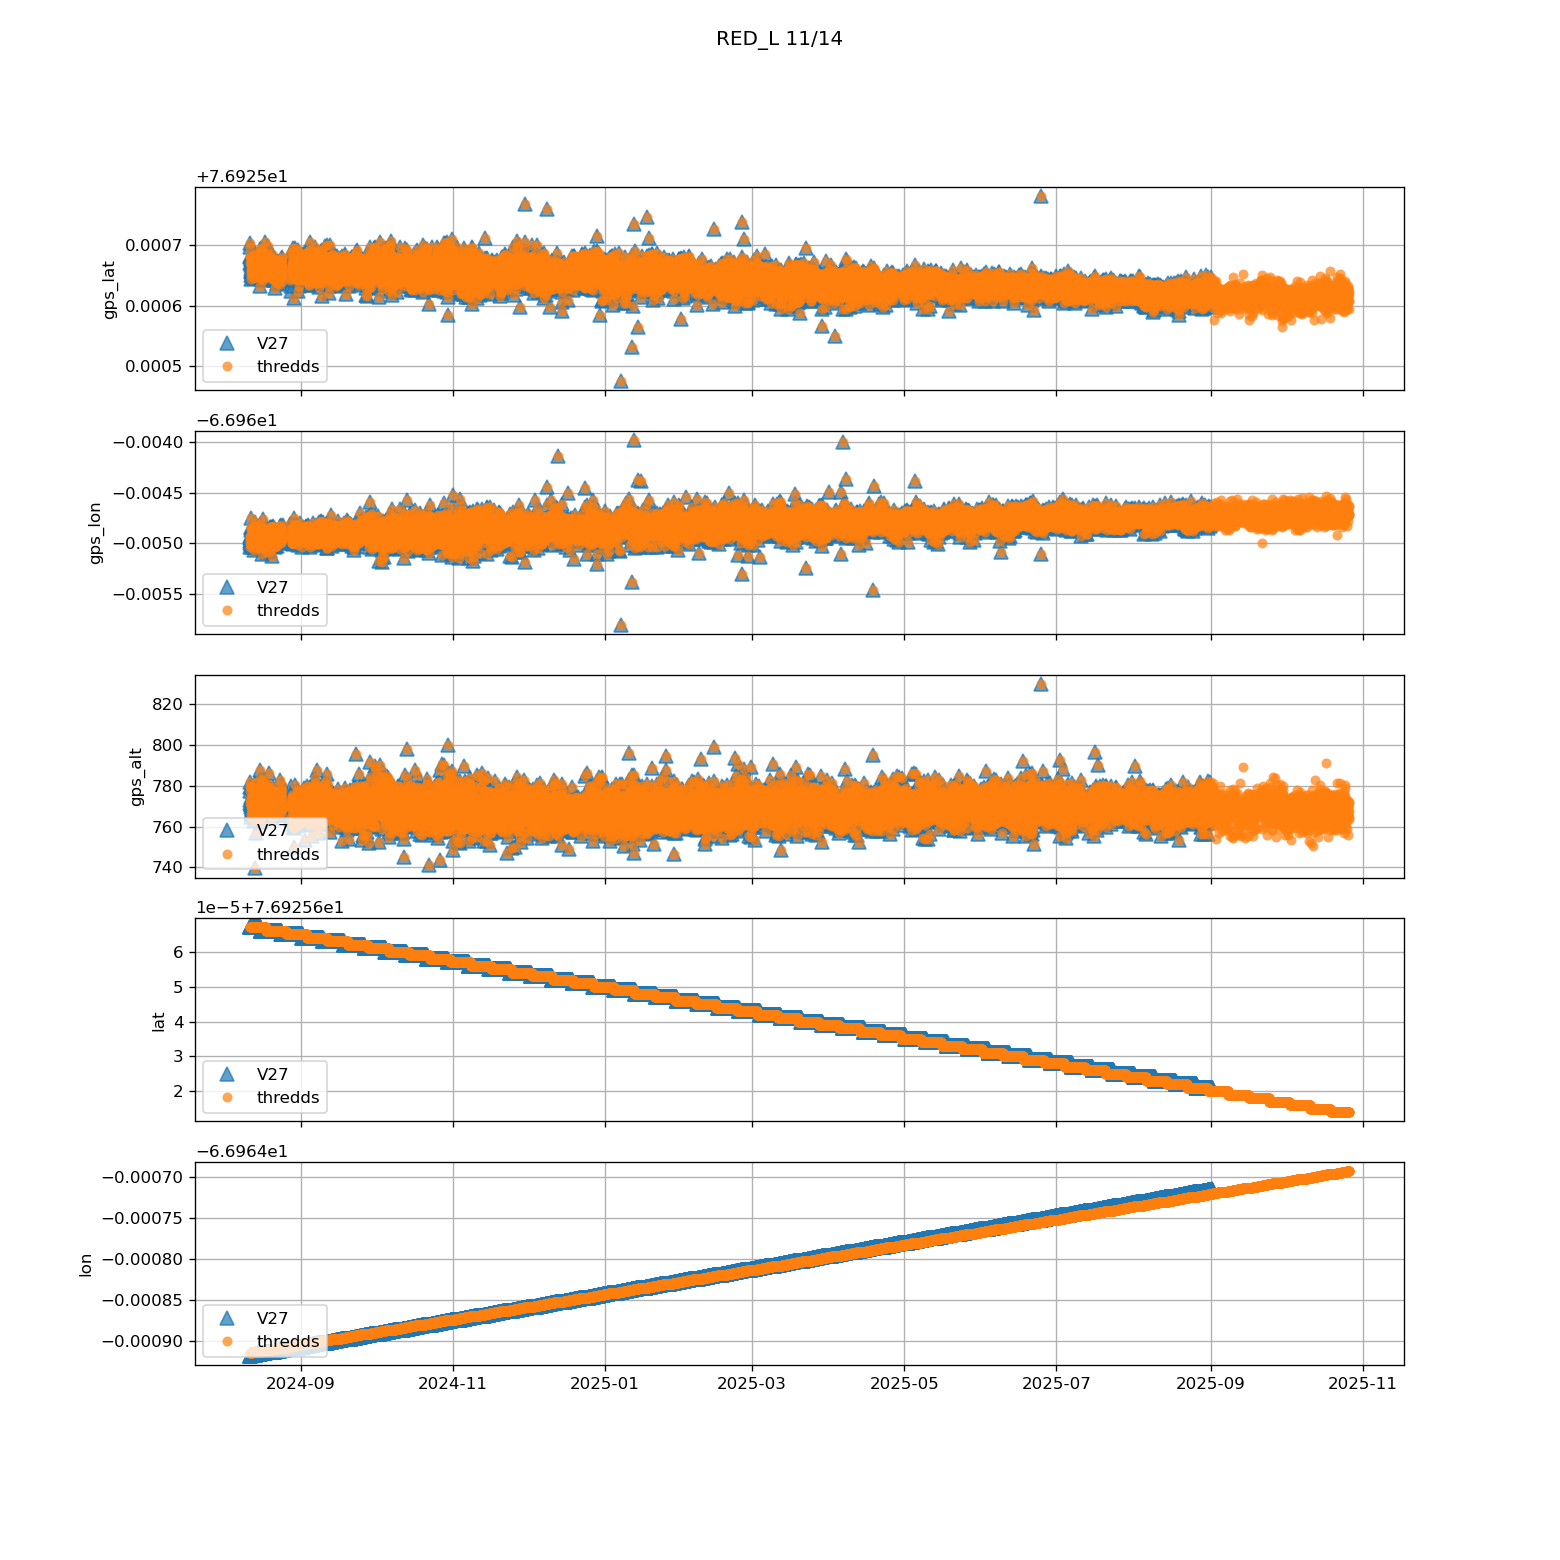 RED_L 11/14
+7.6925e1
0.0007
0.0006
0.0005
gps_lat
V27
thredds
−6.696e1
−0.0040
−0.0045
−0.0050
−0.0055
gps_lon
V27
thredds
820
800
780
760
740
gps_alt
V27
thredds
1e−5+7.69256e1
6
5
4
3
2
lat
V27
thredds
−6.6964e1
−0.00070
−0.00075
−0.00080
−0.00085
−0.00090
lon
V27
thredds
2024-09 2024-11 2025-01 2025-03 2025-05 2025-07 2025-09 2025-11